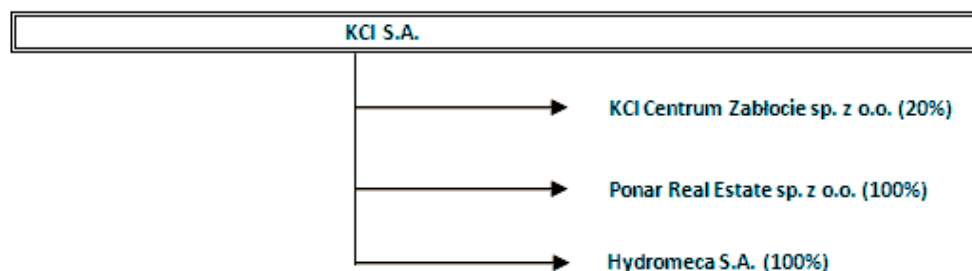 KCI S.A.
KCI Centrum Zabłocie sp. z o.o. (20%)
Ponar Real Estate sp. z o.o. (100%)
Hydromeca S.A. (100%)